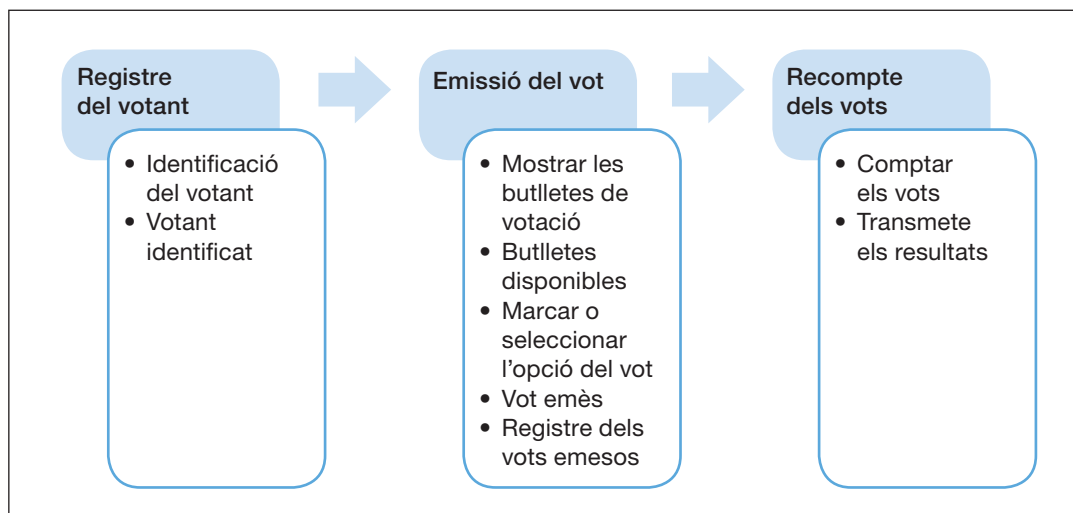 Registre
del votant
• Identificació
del votant
• Votant
identificat
Emissió del vot
• Mostrar les
butlletes de
votació
• Butlletes
disponibles
• Marcar o
seleccionar
l’opció del vot
• Vot emès
• Registre dels
vots emesos
Recompte
dels vots
• Comptar
els vots
• Transmete
els resultats